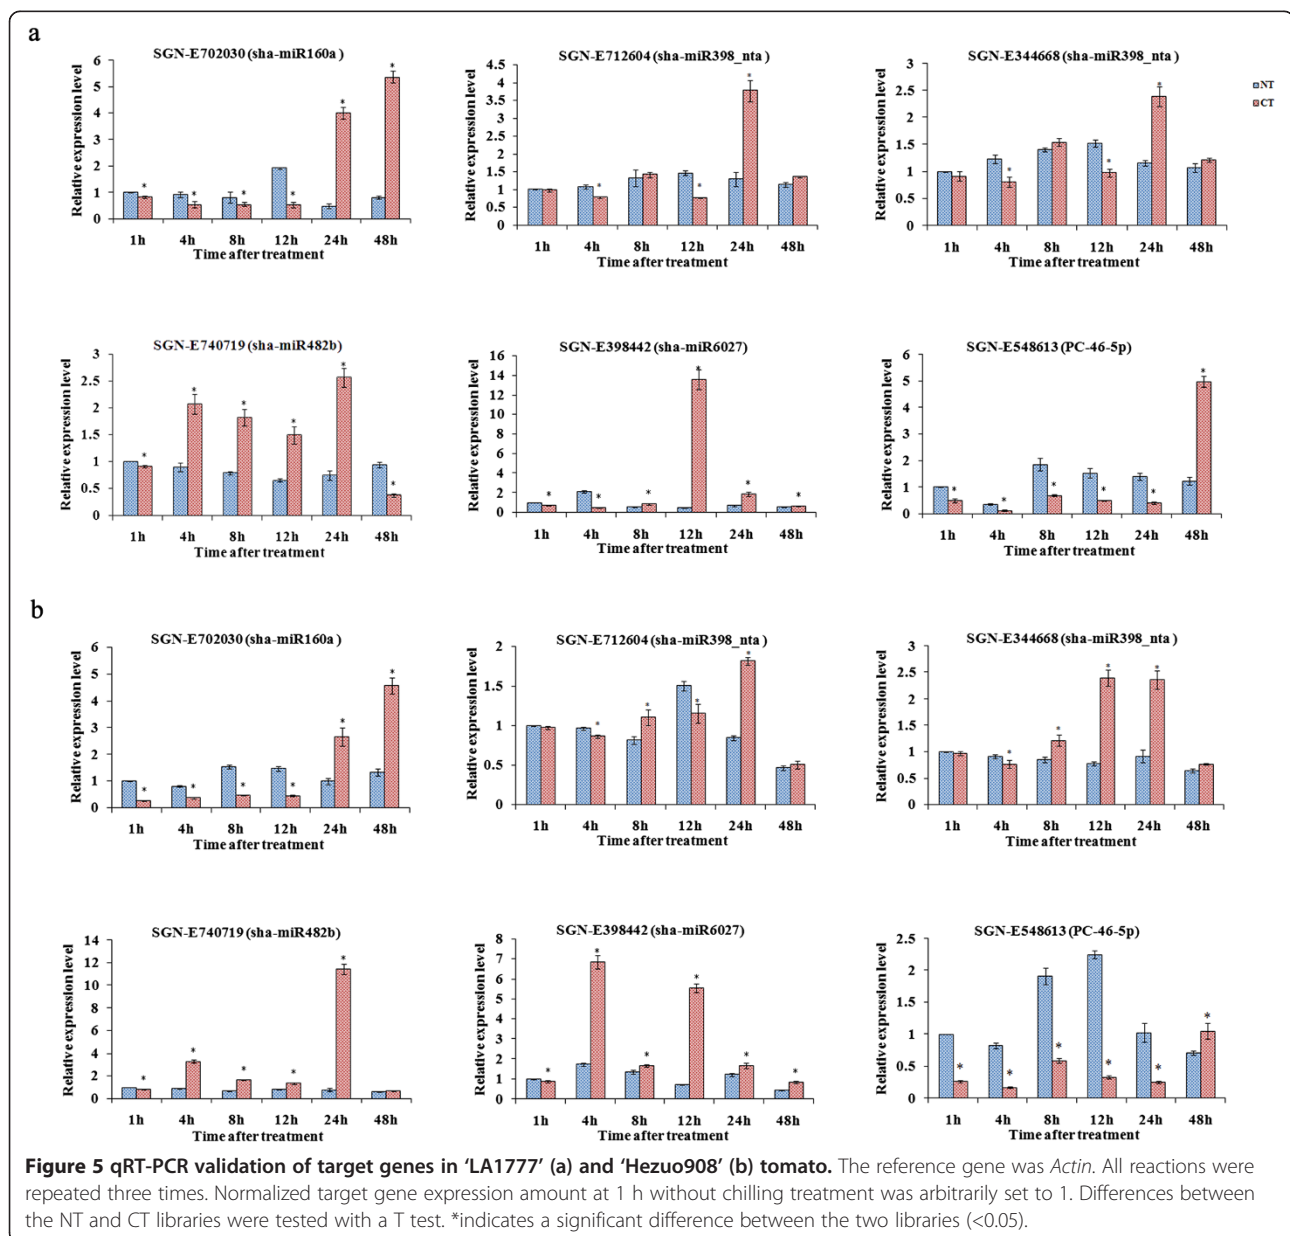 a
SGN-E702030 (sha-miR160a)
Relative expression level
6
5
4
3
2
1
0
1h 4h 8h 12h 24h 48h
Time after treatment
* * * * * *
SGN-E712604 (sha-miR398_nta)
Relative expression level
4.5
4
3.5
3
2.5
2
1.5
1
0.5
0
1h 4h 8h 12h 24h 48h
Time after treatment
* * *
SGN-E344668 (sha-miR398_nta)
Relative expression level
3
2.5
2
1.5
1
0.5
0
1h 4h 8h 12h 24h 48h
Time after treatment
* * *
NT
CT
SGN-E740719 (sha-miR482b)
Relative expression level
3
2.5
2
1.5
1
0.5
0
1h 4h 8h 12h 24h 48h
Time after treatment
* * * * * *
SGN-E398442 (sha-miR6027)
Relative expression level
16
14
12
10
8
6
4
2
0
1h 4h 8h 12h 24h 48h
Time after treatment
* * * * * *
SGN-E548613 (PC-46-5p)
Relative expression level
6
5
4
3
2
1
0
1h 4h 8h 12h 24h 48h
Time after treatment
* * * * * *
b
SGN-E702030 (sha-miR160a)
Relative expression level
6
5
4
3
2
1
0
1h 4h 8h 12h 24h 48h
Time after treatment
* * * * * *
SGN-E712604 (sha-miR398_nta)
Relative expression level
2
1.5
1
0.5
0
1h 4h 8h 12h 24h 48h
Time after treatment
* * * *
SGN-E344668 (sha-miR398_nta)
Relative expression level
3
2.5
2
1.5
1
0.5
0
1h 4h 8h 12h 24h 48h
Time after treatment
* * * *
SGN-E740719 (sha-miR482b)
Relative expression level
14
12
10
8
6
4
2
0
1h 4h 8h 12h 24h 48h
Time after treatment
* * * * *
SGN-E398442 (sha-miR6027)
Relative expression level
8
7
6
5
4
3
2
1
0
1h 4h 8h 12h 24h 48h
Time after treatment
* * * * * *
SGN-E548613 (PC-46-5p)
Relative expression level
2.5
2
1.5
1
0.5
0
1h 4h 8h 12h 24h 48h
Time after treatment
* * * * * *
Figure 5 qRT-PCR validation of target genes in ‘LA1777’ (a) and ‘Hezuo908’ (b) tomato. The reference gene was Actin. All reactions were
repeated three times. Normalized target gene expression amount at 1 h without chilling treatment was arbitrarily set to 1. Differences between
the NT and CT libraries were tested with a T test. *indicates a significant difference between the two libraries (<0.05).